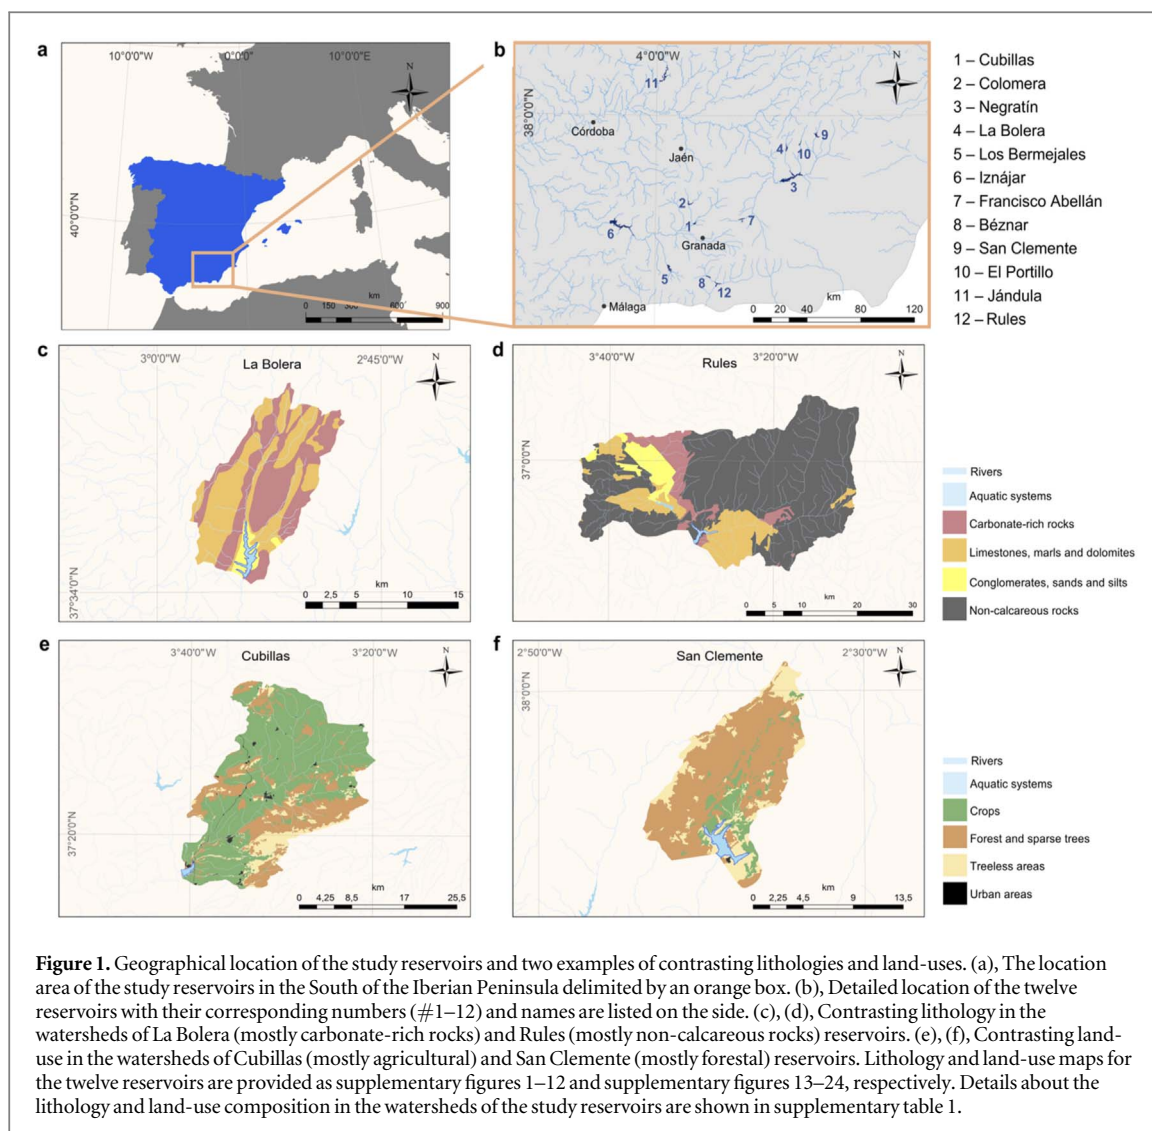 a
10°0'0"W
0°0'0"
10°0'0"E
N
40°0'0"N
km
0 150 300 600 900
b
4°0'0"W
N
38°0'0"N
11
Córdoba
Jaén
9
4
10
3
2
1
7
6
Granada
5
8
12
Málaga
km
0 20 40 80 120
1 – Cubillas
2 – Colomera
3 – Negratín
4 – La Bolera
5 – Los Bermejales
6 – Iznájar
7 – Francisco Abellán
8 – Béznar
9 – San Clemente
10 – El Portillo
11 – Jándula
12 – Rules
c
3°0'0"W
2°45'0"W
La Bolera
N
37°34'0"N
km
0 2,5 5 10 15
d
3°40'0"W
3°20'0"W
Rules
N
37°0'0"N
km
0 5 10 20 30
Rivers
Aquatic systems
Carbonate-rich rocks
Limestones, marls and dolomites
Conglomerates, sands and silts
Non-calcareous rocks
e
3°40'0"W
3°20'0"W
Cubillas
N
37°20'0"N
km
0 4,25 8,5 17 25,5
f
2°50'0"W
2°30'0"W
San Clemente
N
38°0'0"N
km
0 2,25 4,5 9 13,5
Rivers
Aquatic systems
Crops
Forest and sparse trees
Treeless areas
Urban areas
Figure 1. Geographical location of the study reservoirs and two examples of contrasting lithologies and land-uses. (a), The location
area of the study reservoirs in the South of the Iberian Peninsula delimited by an orange box. (b), Detailed location of the twelve
reservoirs with their corresponding numbers (#1–12) and names are listed on the side. (c), (d), Contrasting lithology in the
watersheds of La Bolera (mostly carbonate-rich rocks) and Rules (mostly non-calcareous rocks) reservoirs. (e), (f), Contrasting land-
use in the watersheds of Cubillas (mostly agricultural) and San Clemente (mostly forestal) reservoirs. Lithology and land-use maps for
the twelve reservoirs are provided as supplementary figures 1–12 and supplementary figures 13–24, respectively. Details about the
lithology and land-use composition in the watersheds of the study reservoirs are shown in supplementary table 1.